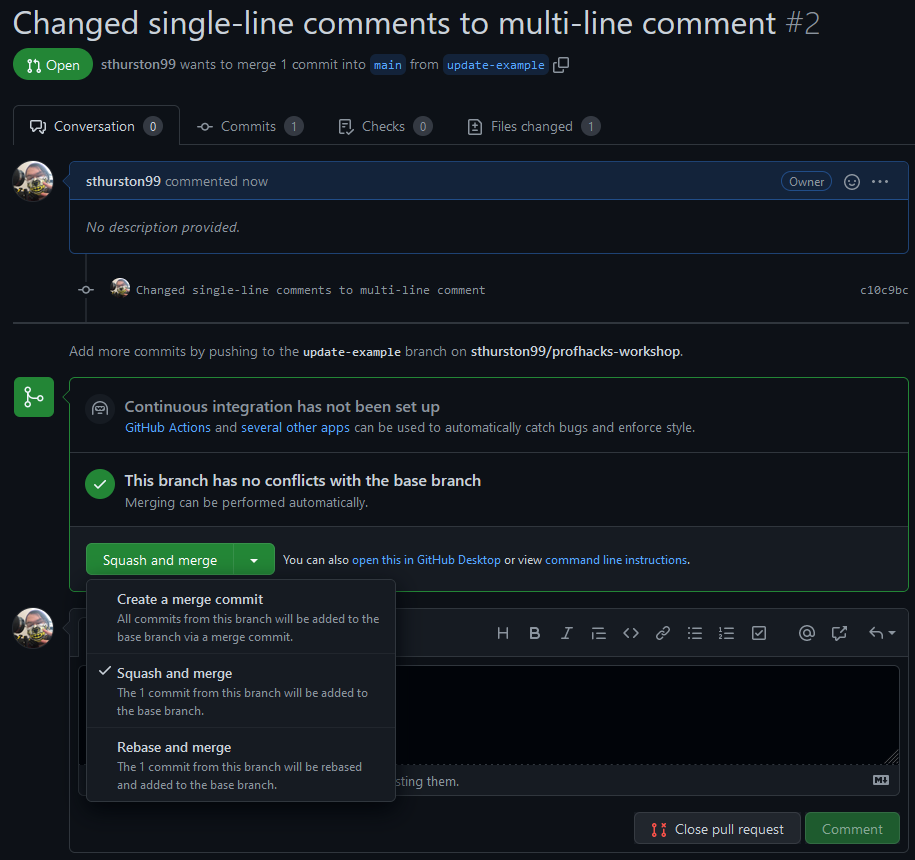 Changed single-line comments to multi-line comment #2
Open sthurston99 wants to merge 1 commit into main from update-example
Conversation 0 Commits 1 Checks 0 Files changed 1
sthurston99 commented now Owner
No description provided.
Changed single-line comments to multi-line comment c10c9bc
Add more commits by pushing to the update-example branch on sthurston99/profhacks-workshop.
Continuous integration has not been set up
GitHub Actions and several other apps can be used to automatically catch bugs and enforce style.
This branch has no conflicts with the base branch
Merging can be performed automatically.
Squash and merge You can also open this in GitHub Desktop or view command line instructions.
Create a merge commit
All commits from this branch will be added to the
base branch via a merge commit.
Squash and merge
The 1 commit from this branch will be added to
the base branch.
Rebase and merge
The 1 commit from this branch will be rebased
and added to the base branch.
sting them.
Close pull request Comment